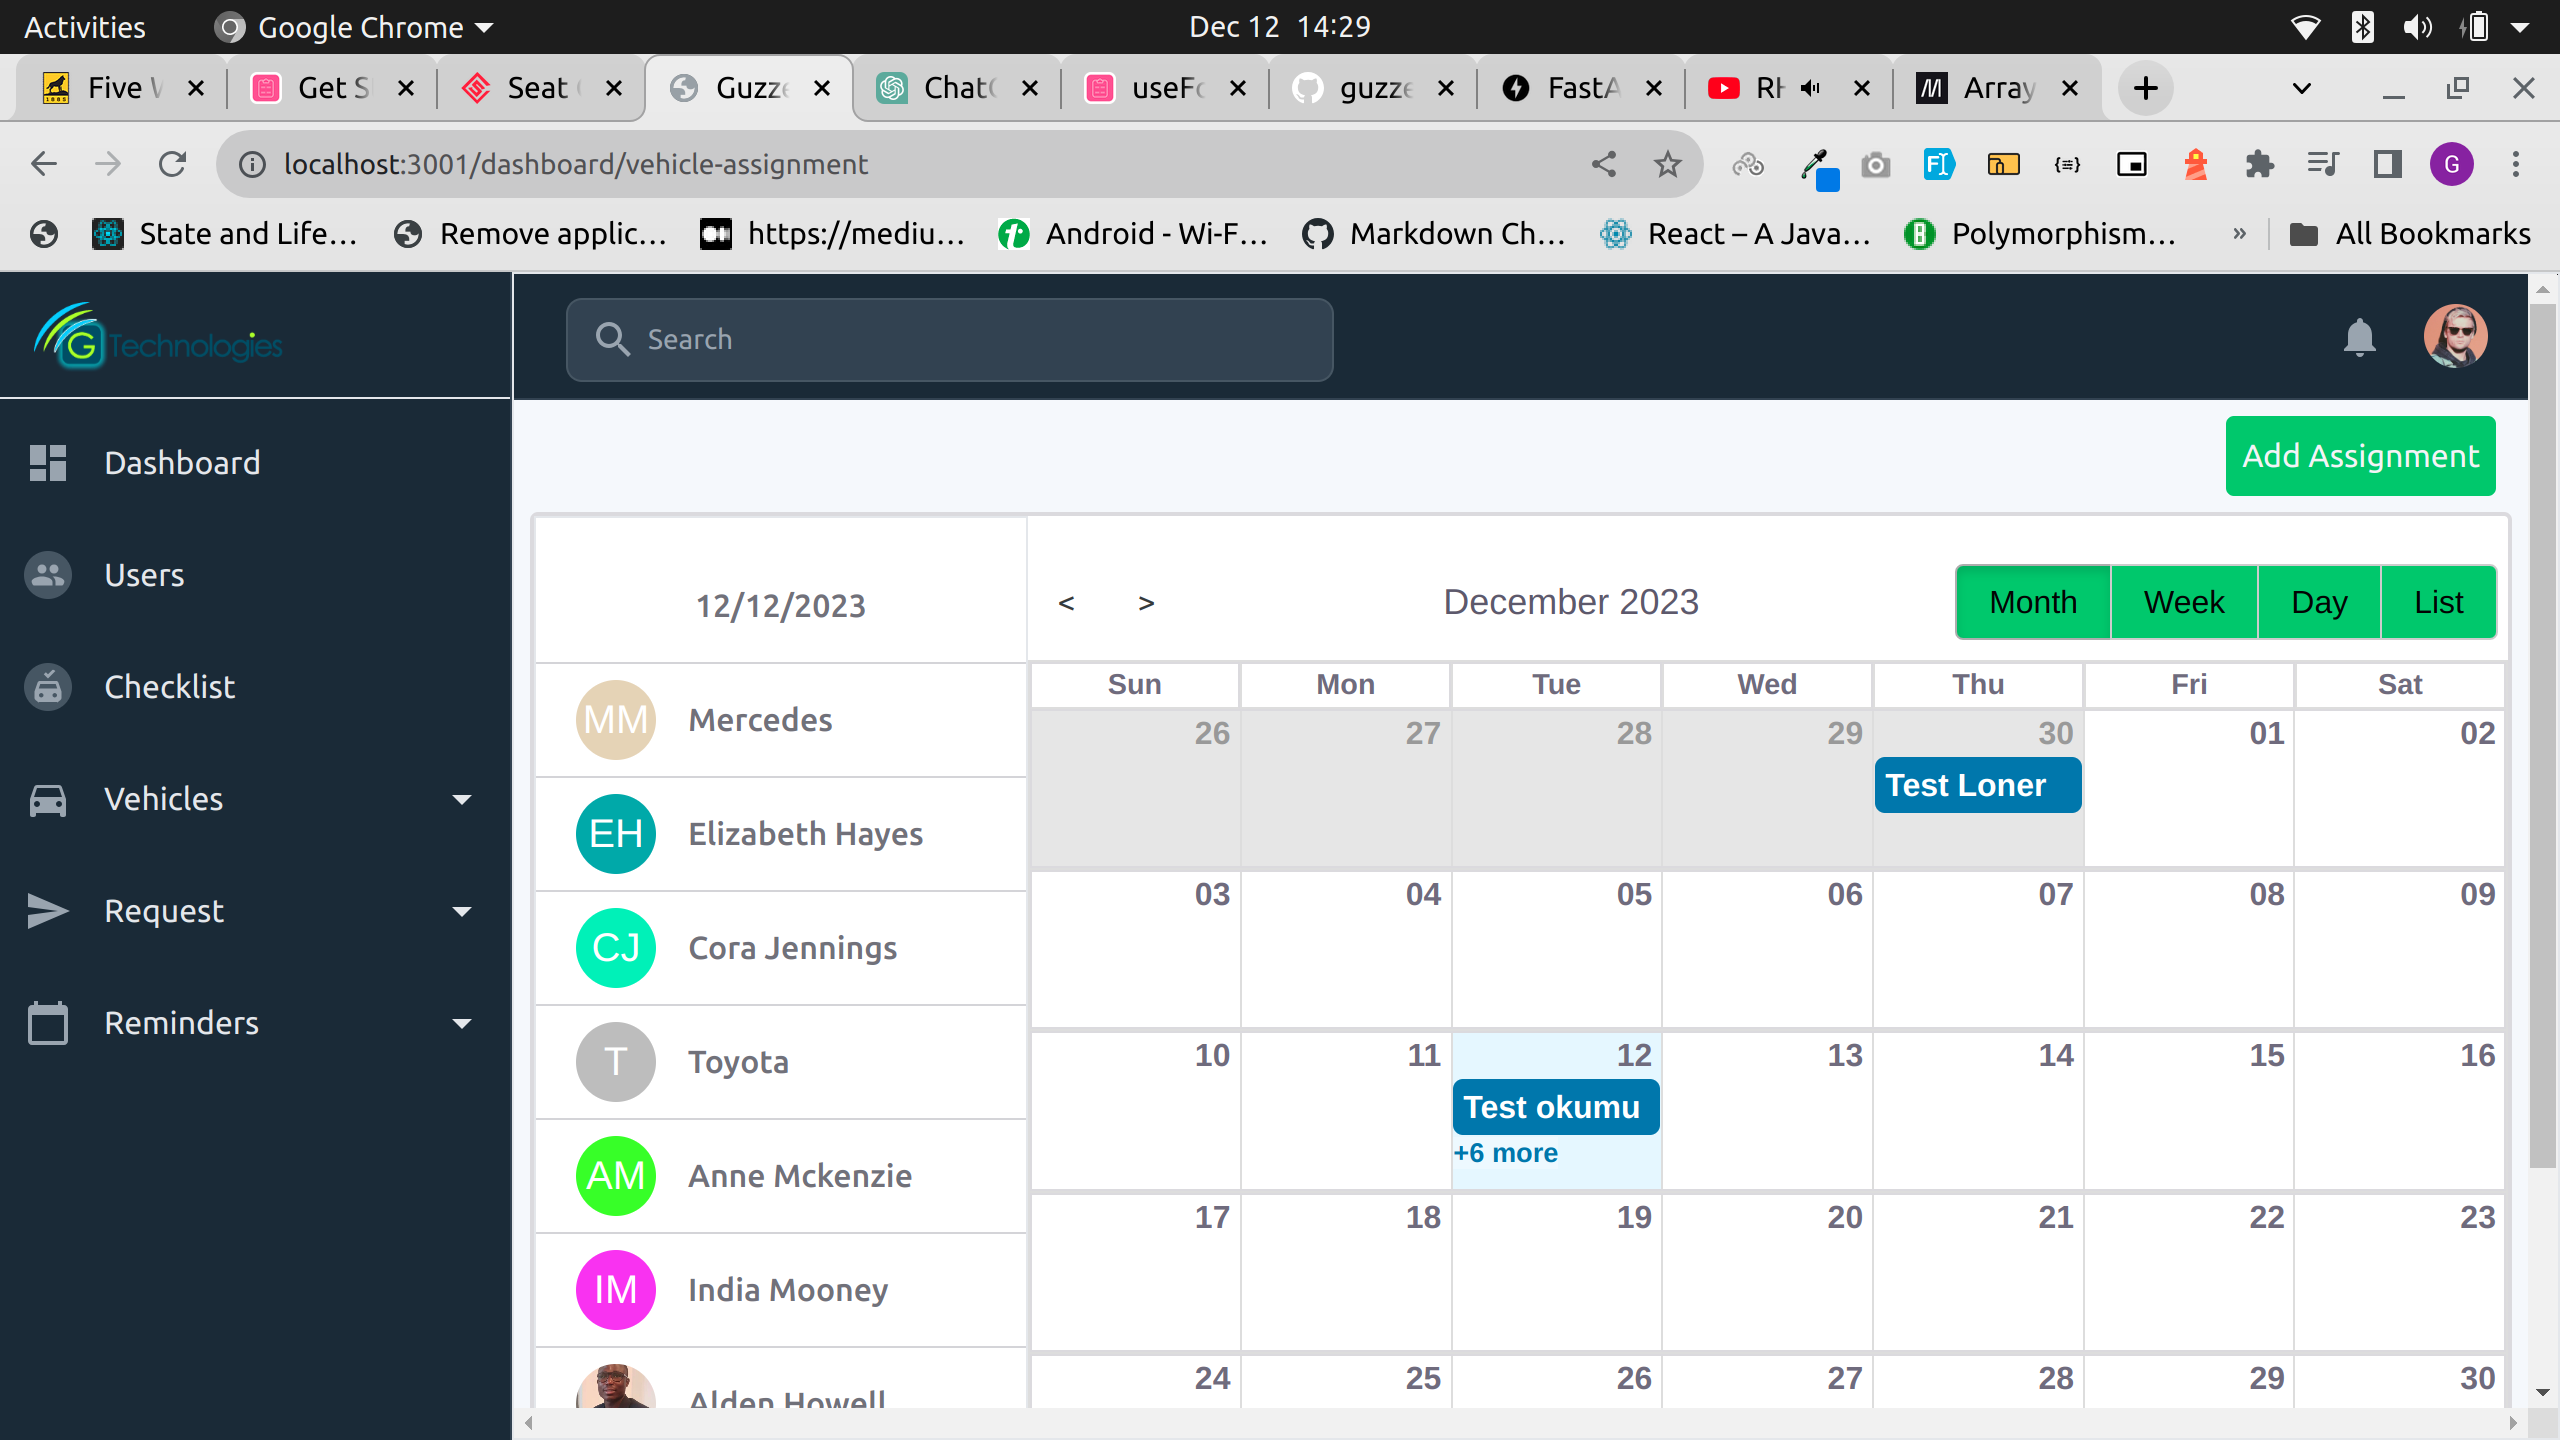 Activities
Google Chrome
Dec 12 14:29
Five W
Get S
Seat
Guzze
ChatG
useFo
guzze
FastA
RH
Array
localhost:3001/dashboard/vehicle-assignment
G
State and Life...
Remove applic...
https://mediu...
Android - Wi-F...
Markdown Ch...
React – A Java...
Polymorphism...
»
All Bookmarks
G Technologies
Search
Dashboard
Users
Checklist
Vehicles
Request
Reminders
Add Assignment
12/12/2023
MM Mercedes
EH Elizabeth Hayes
CJ Cora Jennings
T Toyota
AM Anne Mckenzie
IM India Mooney
Alden Howell
< >
December 2023
Month Week Day List
Sun Mon Tue Wed Thu Fri Sat
26 27 28 29 30 01 02
Test Loner
03 04 05 06 07 08 09
10 11 12 13 14 15 16
Test okumu
+6 more
17 18 19 20 21 22 23
24 25 26 27 28 29 30